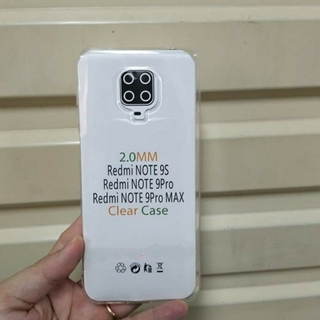 2.0MM
Redmi NOTE 9S
Redmi NOTE 9Pro
Redmi NOTE 9Pro MAX
Clear Case